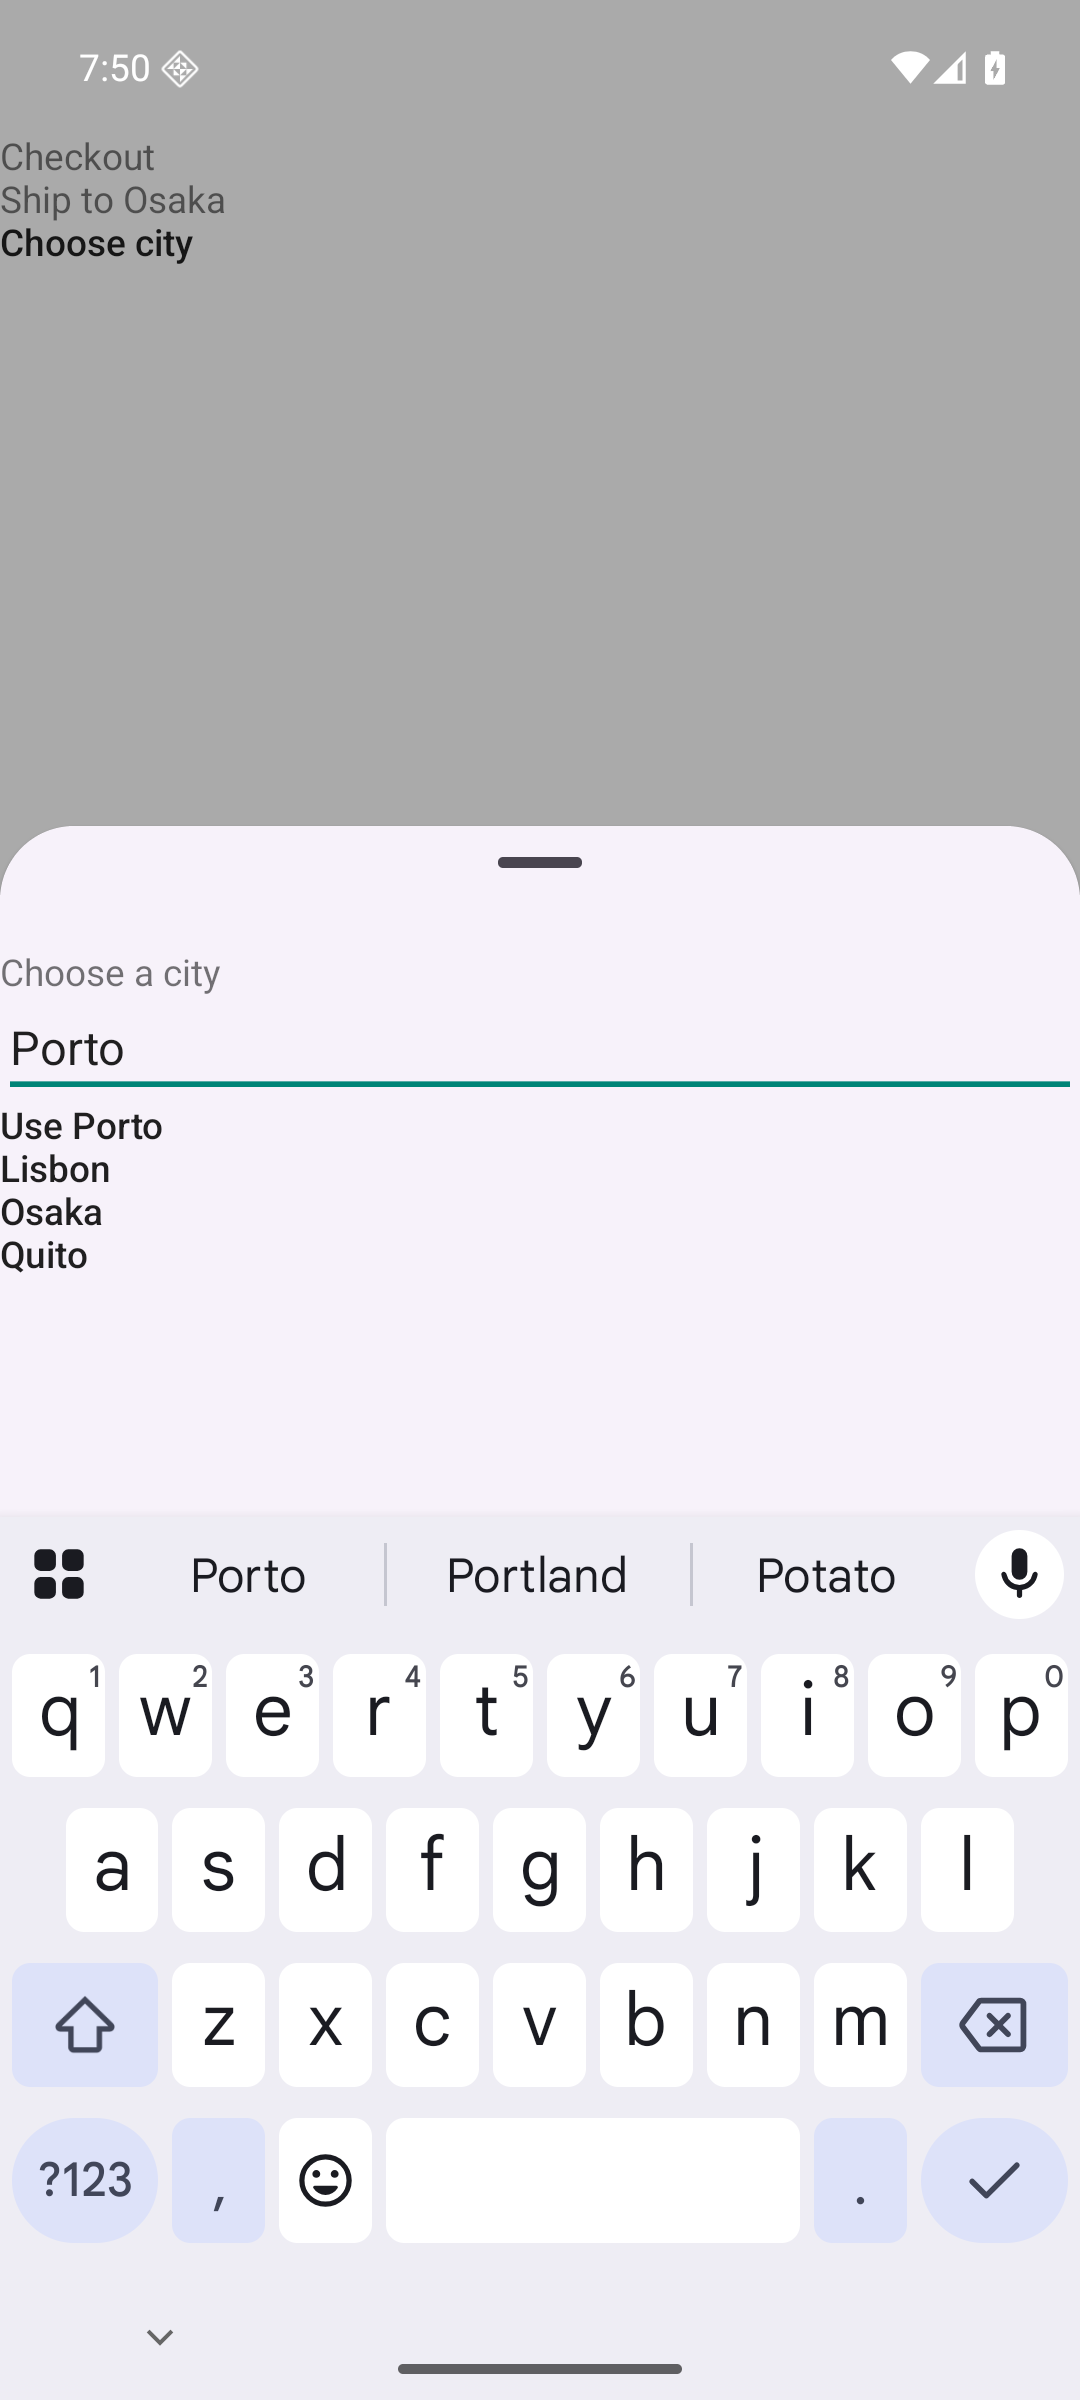 7:50
Checkout
Ship to Osaka
Choose city
Choose a city
Porto
Use Porto
Lisbon
Osaka
Quito
Porto Portland Potato
q 1 w 2 e 3 r 4 t 5 y 6 u 7 i 8 o 9 p 0
a s d f g h j k l
z x c v b n m
?123 , .